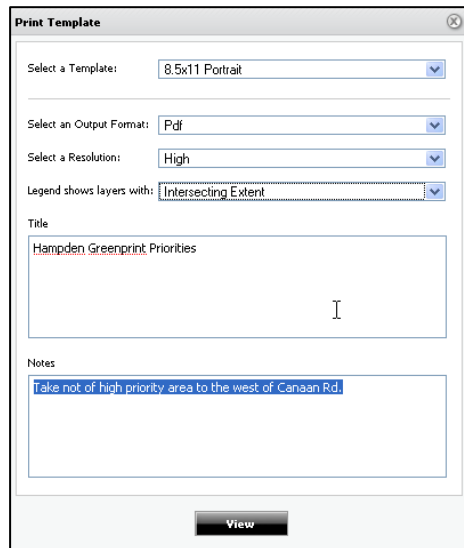 Print Template
Select a Template: 8.5x11 Portrait
Select an Output Format: Pdf
Select a Resolution: High
Legend shows layers with: Intersecting Extent
Title
Hampden Greenprint Priorities
Notes
Take not of high priority area to the west of Canaan Rd.
View